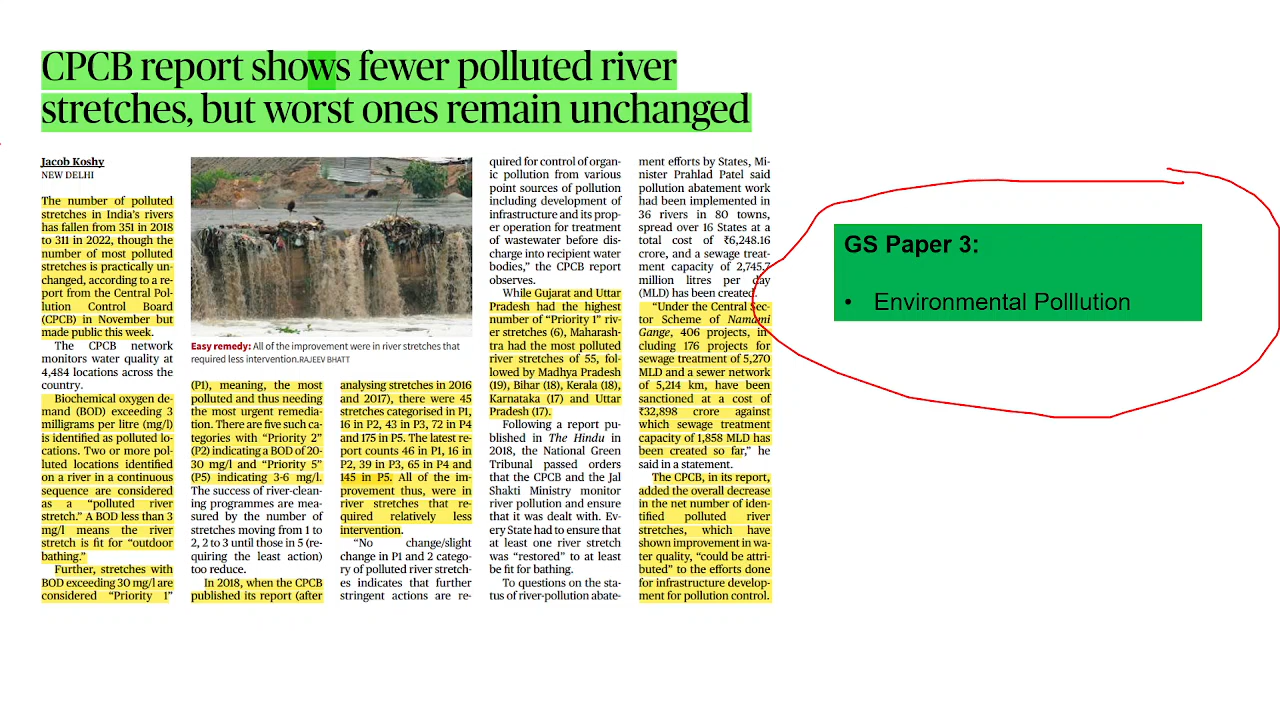 CPCB report shows fewer polluted river
stretches, but worst ones remain unchanged
Jacob Koshy
NEW DELHI
The number of polluted
stretches in India's rivers
has fallen from 351 in 2018
to 311 in 2022, though the
number of most polluted
stretches is practically un-
changed, according to a re-
port from the Central Pol-
lution Control Board
(CPCB) in November but
made public this week.
The CPCB network
monitors water quality at
4,484 locations across the
country.
Biochemical oxygen de-
mand (BOD) exceeding 3
milligrams per litre (mg/l)
is identified as polluted lo-
cations. Two or more pol-
luted locations identified
on a river in a continuous
sequence are considered
as a "polluted river
stretch." A BOD less than 3
mg/l means the river
stretch is fit for "outdoor
bathing."
Further, stretches with
BOD exceeding 30 mg/l are
considered "Priority 1"
Easy remedy: All of the improvement were in river stretches that
required less intervention. RAJEEV BHATT
(P1), meaning, the most
polluted and thus needing
the most urgent remedia-
tion. There are five such ca-
tegories with "Priority 2"
(P2) indicating a BOD of 20-
30 mg/l and "Priority 5"
(P5) indicating 3-6 mg/l.
The success of river-clean-
ing programmes are mea-
sured by the number of
stretches moving from 1 to
2, 2 to 3 until those in 5 (re-
quiring the least action)
too reduce.
In 2018, when the CPCB
published its report (after
analysing stretches in 2016
and 2017), there were 45
stretches categorised in P1,
16 in P2, 43 in P3, 72 in P4
and 175 in P5. The latest re-
port counts 46 in P1, 16 in
P2, 39 in P3, 65 in P4 and
145 in P5. All of the im-
provement thus, were in
river stretches that re-
quired relatively less
intervention.
"No change/slight
change in P1 and 2 catego-
ry of polluted river stretch-
es indicates that further
stringent actions are re-
quired for control of organ-
ic pollution from various
point sources of pollution
including development of
infrastructure and its prop-
er operation for treatment
of wastewater before dis-
charge into recipient water
bodies," the CPCB report
observes.
While Gujarat and Uttar
Pradesh had the highest
number of "Priority 1" riv-
er stretches (6), Maharash-
tra had the most polluted
river stretches of 55, fol-
lowed by Madhya Pradesh
(19), Bihar (18), Kerala (18),
Karnataka (17) and Uttar
Pradesh (17).
Following a report pu-
blished in The Hindu in
2018, the National Green
Tribunal passed orders
that the CPCB and the Jal
Shakti Ministry monitor
river pollution and ensure
that it was dealt with. Ev-
ery State had to ensure that
at least one river stretch
was "restored" to at least
be fit for bathing.
To questions on the sta-
tus of river-pollution abate-
ment efforts by States, Mi-
nister Prahlad Patel said
pollution abatement work
had been implemented in
36 rivers in 80 towns,
spread over 16 States at a
total cost of ₹6,248.16
crore, and a sewage treat-
ment capacity of 2,745.7
million litres per day
(MLD) has been created.
"Under the Central Sec-
tor Scheme of Namami
Gange, 406 projects, in-
cluding 176 projects for
sewage treatment of 5,270
MLD and a sewer network
of 5,214 km, have been
sanctioned at a cost of
₹32,898 crore against
which sewage treatment
capacity of 1,858 MLD has
been created so far," he
said in a statement.
The CPCB, in its report,
added the overall decrease
in the net number of iden-
tified polluted river
stretches, which have
shown improvement in wa-
ter quality, "could be attri-
buted" to the efforts done
for infrastructure develop-
ment for pollution control.
GS Paper 3:
• Environmental Polllution